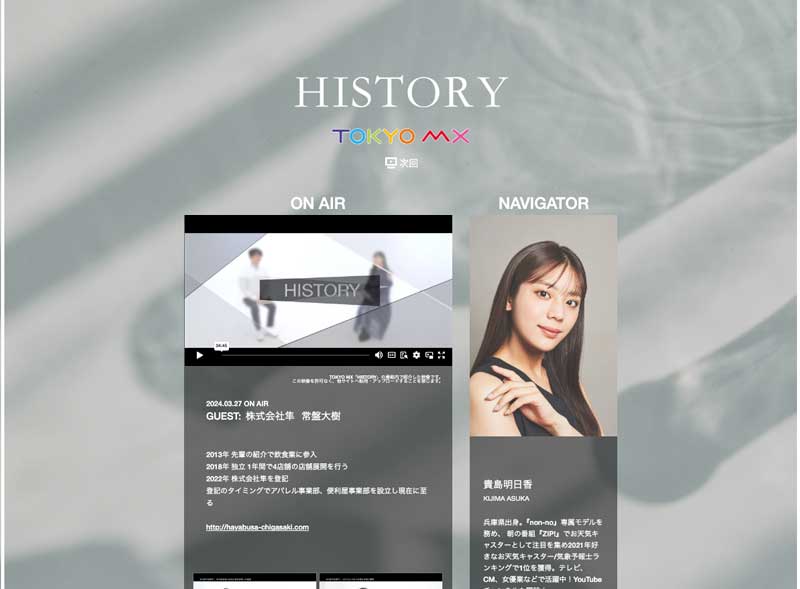 HISTORY
TOKYO MX
次回
ON AIR
NAVIGATOR
HISTORY
34:45
TOKYO MX「HISTORY」の番組内で紹介した映像です。
この映像を許可なく、他サイトへ転用・アップロードすることを禁じます。
2024.03.27 ON AIR
GUEST: 株式会社隼 常盤大樹
2013年 先輩の紹介で飲食業に参入
2018年 独立 1年間で4店舗の店舗展開を行う
2022年 株式会社隼を登記
登記のタイミングでアパレル事業部、便利屋事業部を設立し現在に至
る
http://hayabusa-chigasaki.com
貴島明日香
KIJIMA ASUKA
兵庫県出身。『non-no』専属モデルを
務め、 朝の番組『ZIP!』でお天気キ
ャスターとして注目を集め2021年好
きなお天気キャスター/気象予報士ラ
ンキングで1位を獲得。テレビ、
CM、女優業などで活躍中！YouTube